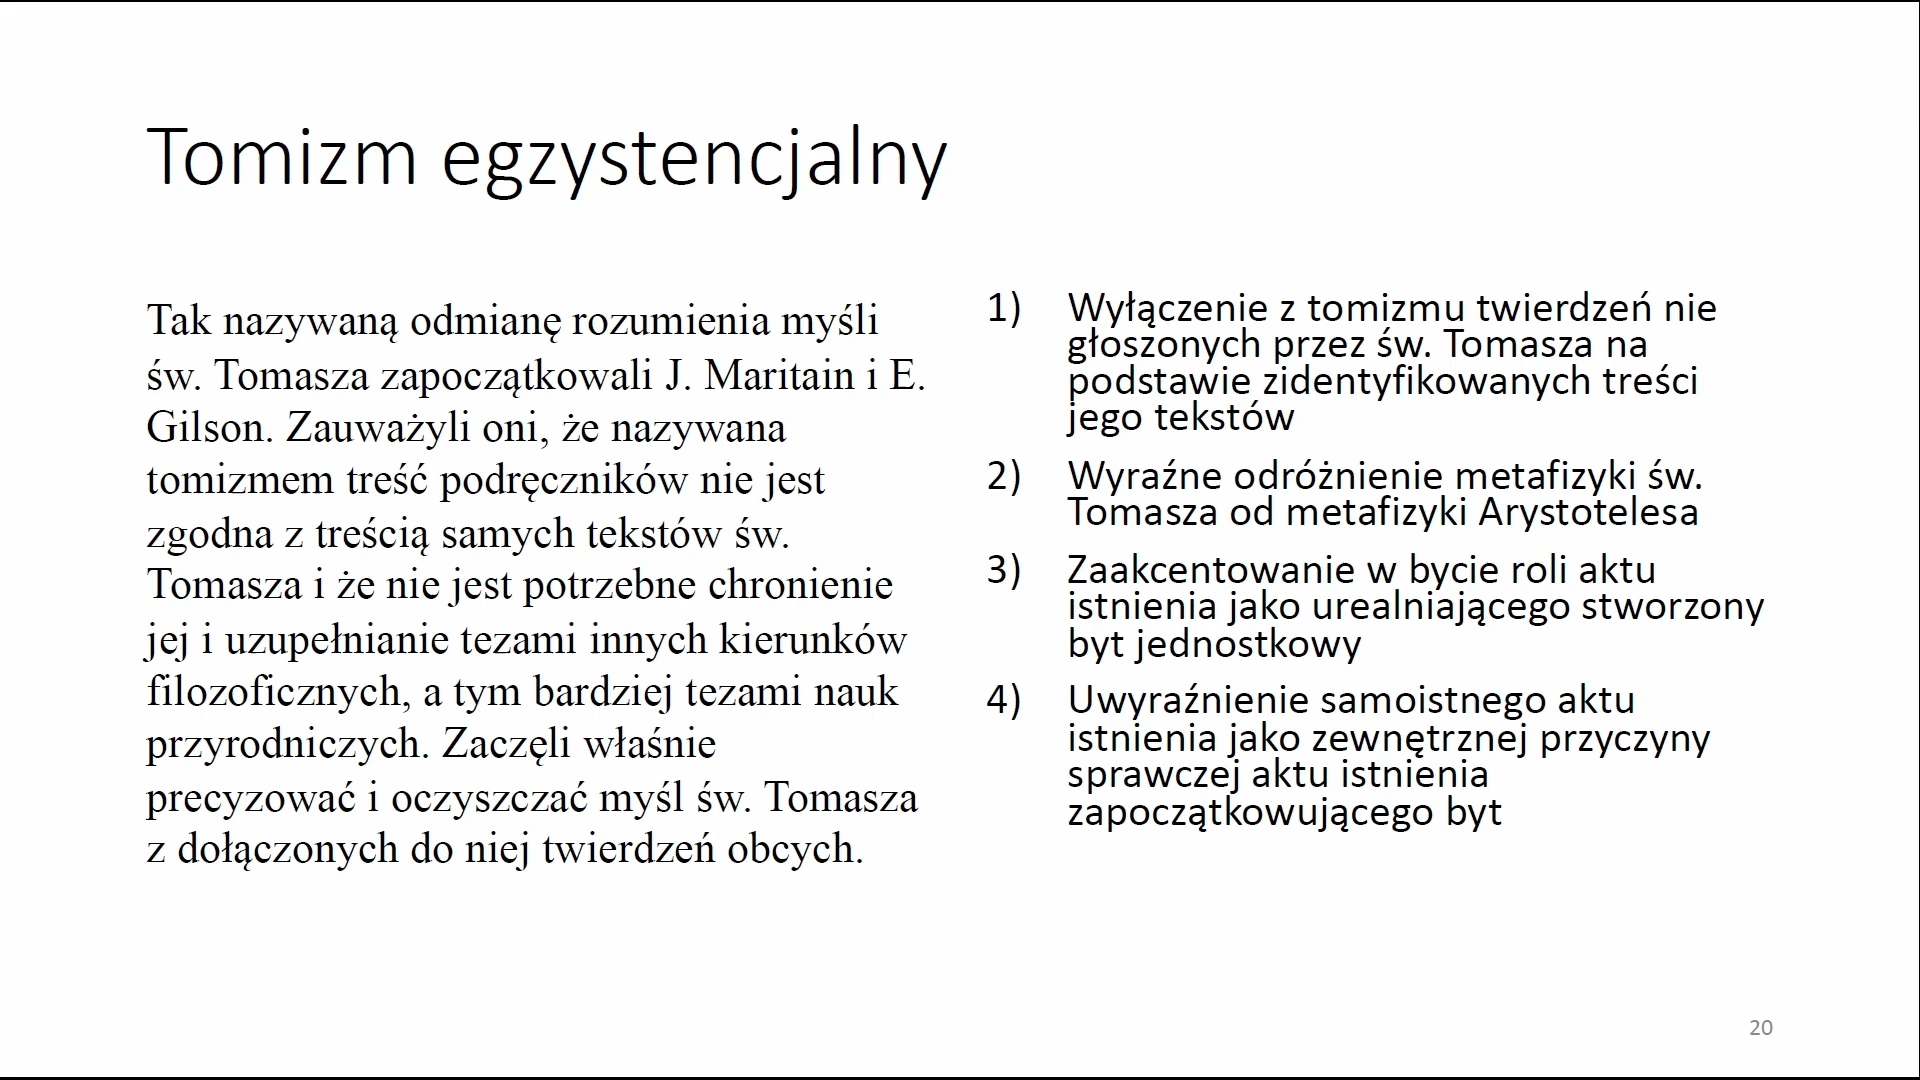 Tomizm egzystencjalny
Tak nazywaną odmianę rozumienia myśli
św. Tomasza zapoczątkowali J. Maritain i E.
Gilson. Zauważyli oni, że nazywana
tomizmem treść podręczników nie jest
zgodna z treścią samych tekstów św.
Tomasza i że nie jest potrzebne chronienie
jej i uzupełnianie tezami innych kierunków
filozoficznych, a tym bardziej tezami nauk
przyrodniczych. Zaczęli właśnie
precyzować i oczyszczać myśl św. Tomasza
z dołączonych do niej twierdzeń obcych.
1) Wyłączenie z tomizmu twierdzeń nie
głoszonych przez św. Tomasza na
podstawie zidentyfikowanych treści
jego tekstów
2) Wyraźne odróżnienie metafizyki św.
Tomasza od metafizyki Arystotelesa
3) Zaakcentowanie w bycie roli aktu
istnienia jako urealniającego stworzony
byt jednostkowy
4) Uwyraźnienie samoistnego aktu
istnienia jako zewnętrznej przyczyny
sprawczej aktu istnienia
zapoczątkowującego byt
20